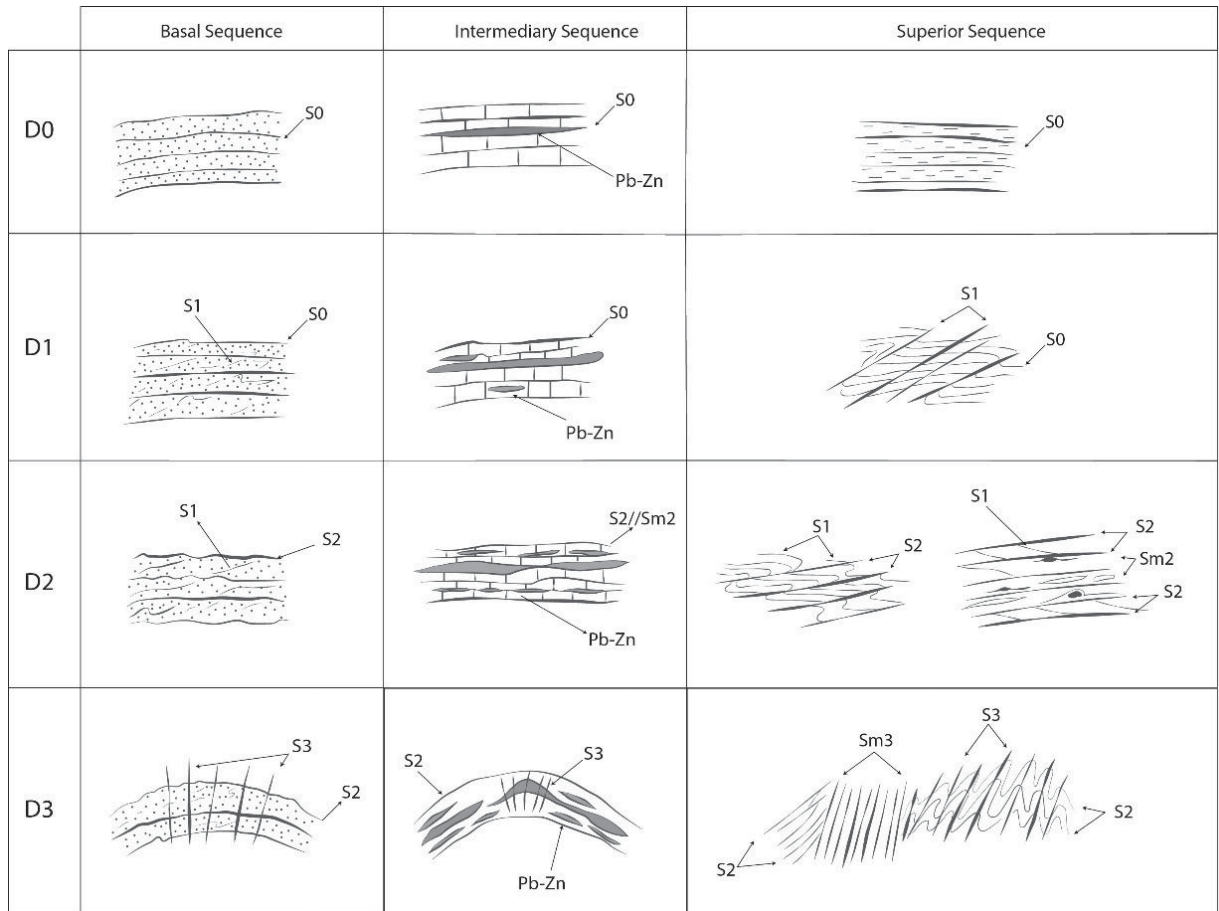 Basal Sequence
Intermediary Sequence
Superior Sequence
D0
S0
S0
Pb-Zn
S0
D1
S1
S0
S0
Pb-Zn
S1
S0
D2
S1
S2
S2//Sm2
Pb-Zn
S1
S2
S1
S2
Sm2
S2
D3
S3
S2
S2
S3
Pb-Zn
Sm3
S3
S2
S2